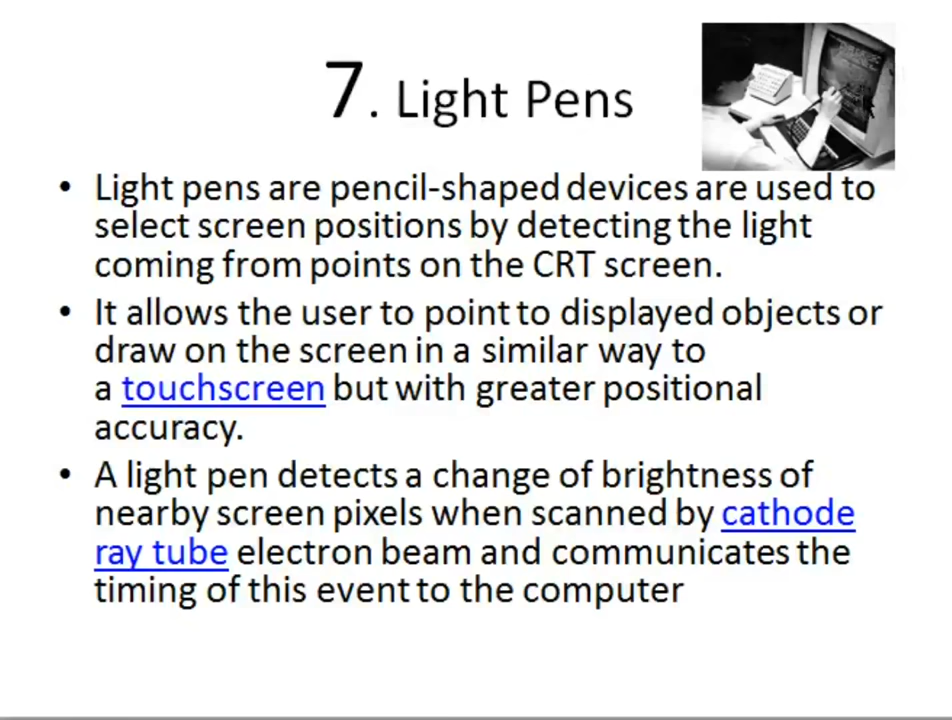 7. Light Pens
• Light pens are pencil-shaped devices are used to
select screen positions by detecting the light
coming from points on the CRT screen.
• It allows the user to point to displayed objects or
draw on the screen in a similar way to
a touchscreen but with greater positional
accuracy.
• A light pen detects a change of brightness of
nearby screen pixels when scanned by cathode
ray tube electron beam and communicates the
timing of this event to the computer